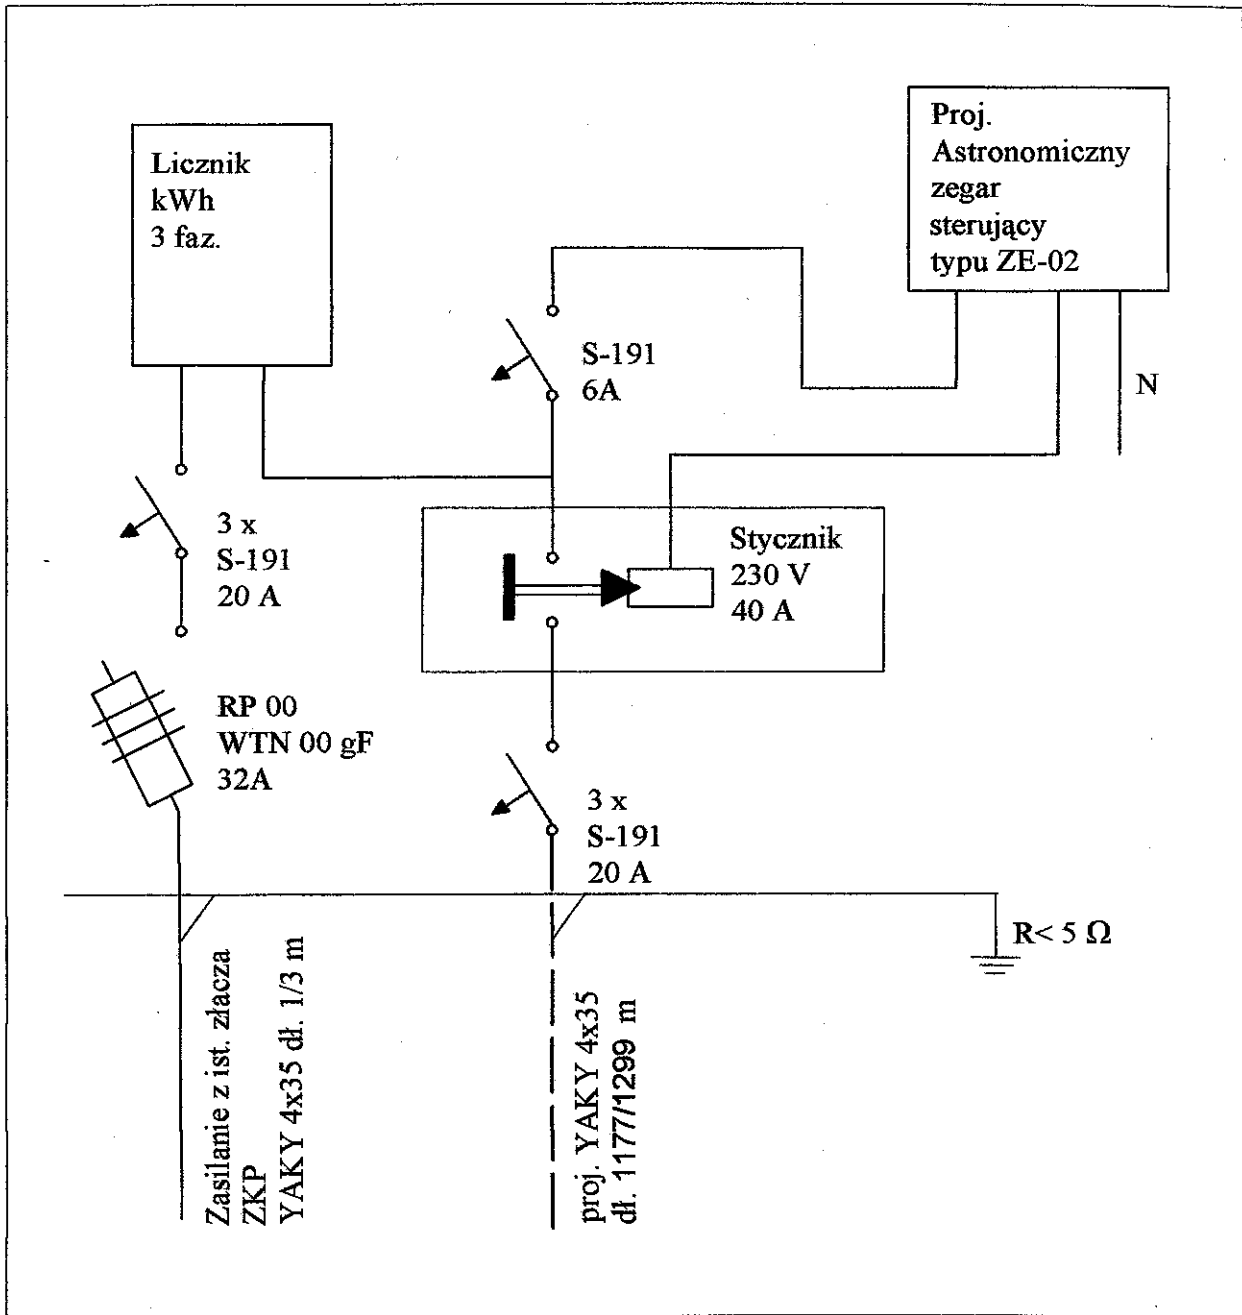 Licznik
kWh
3 faz.
Proj.
Astronomiczny
zegar
sterujący
typu ZE-02
S-191
6A
N
3 x
S-191
20 A
Stycznik
230 V
40 A
RP 00
WTN 00 gF
32A
3 x
S-191
20 A
R< 5 Ω
Zasilanie z ist. złacza
ZKP
YAKY 4x35 dł. 1/3 m
proj. YAKY 4x35
dł. 1177/1299 m